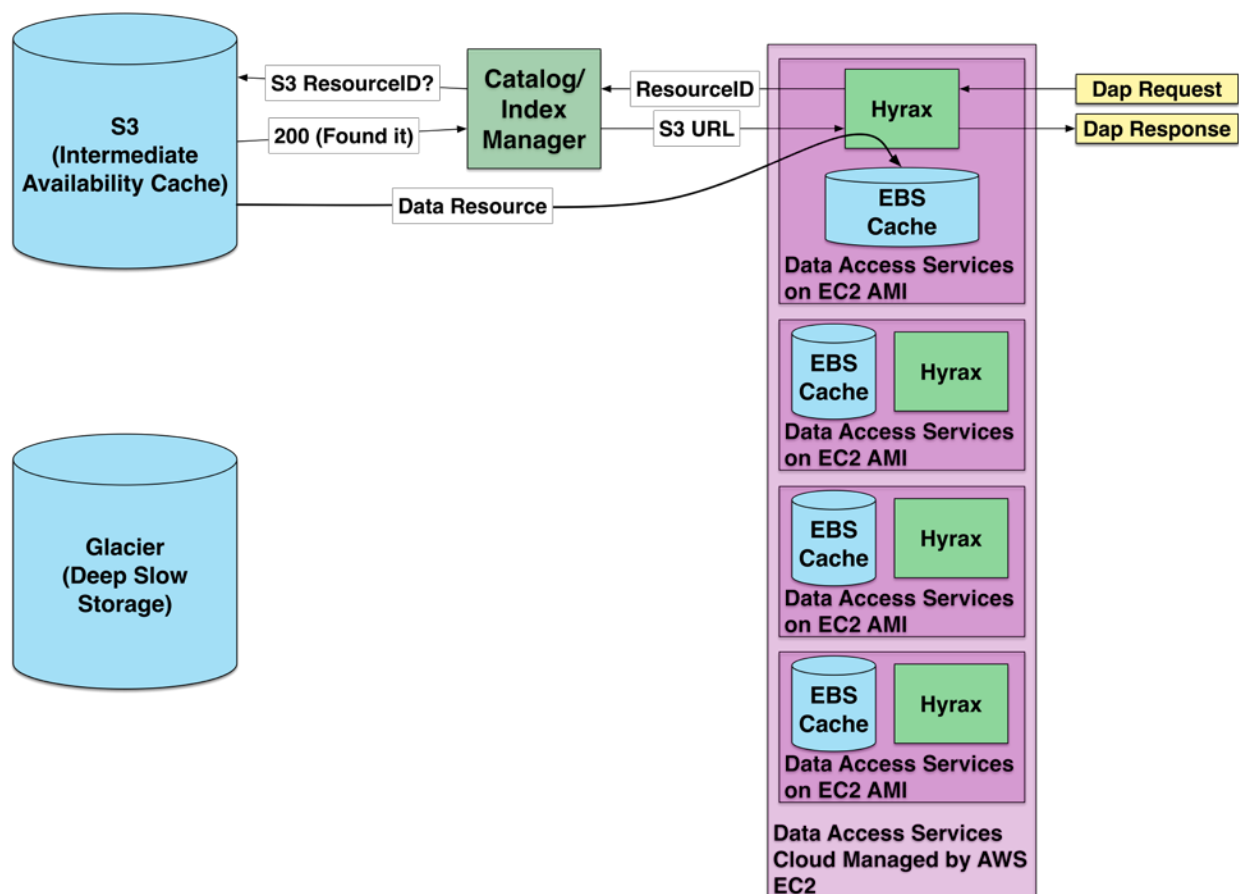 S3
(Intermediate
Availability Cache)
S3 ResourceID?
200 (Found it)
Data Resource
Catalog/
Index
Manager
ResourceID
S3 URL
Hyrax
Dap Request
Dap Response
EBS
Cache
Data Access Services
on EC2 AMI
EBS
Cache
Hyrax
Data Access Services
on EC2 AMI
Glacier
(Deep Slow
Storage)
EBS
Cache
Hyrax
Data Access Services
on EC2 AMI
EBS
Cache
Hyrax
Data Access Services
on EC2 AMI
Data Access Services
Cloud Managed by AWS
EC2